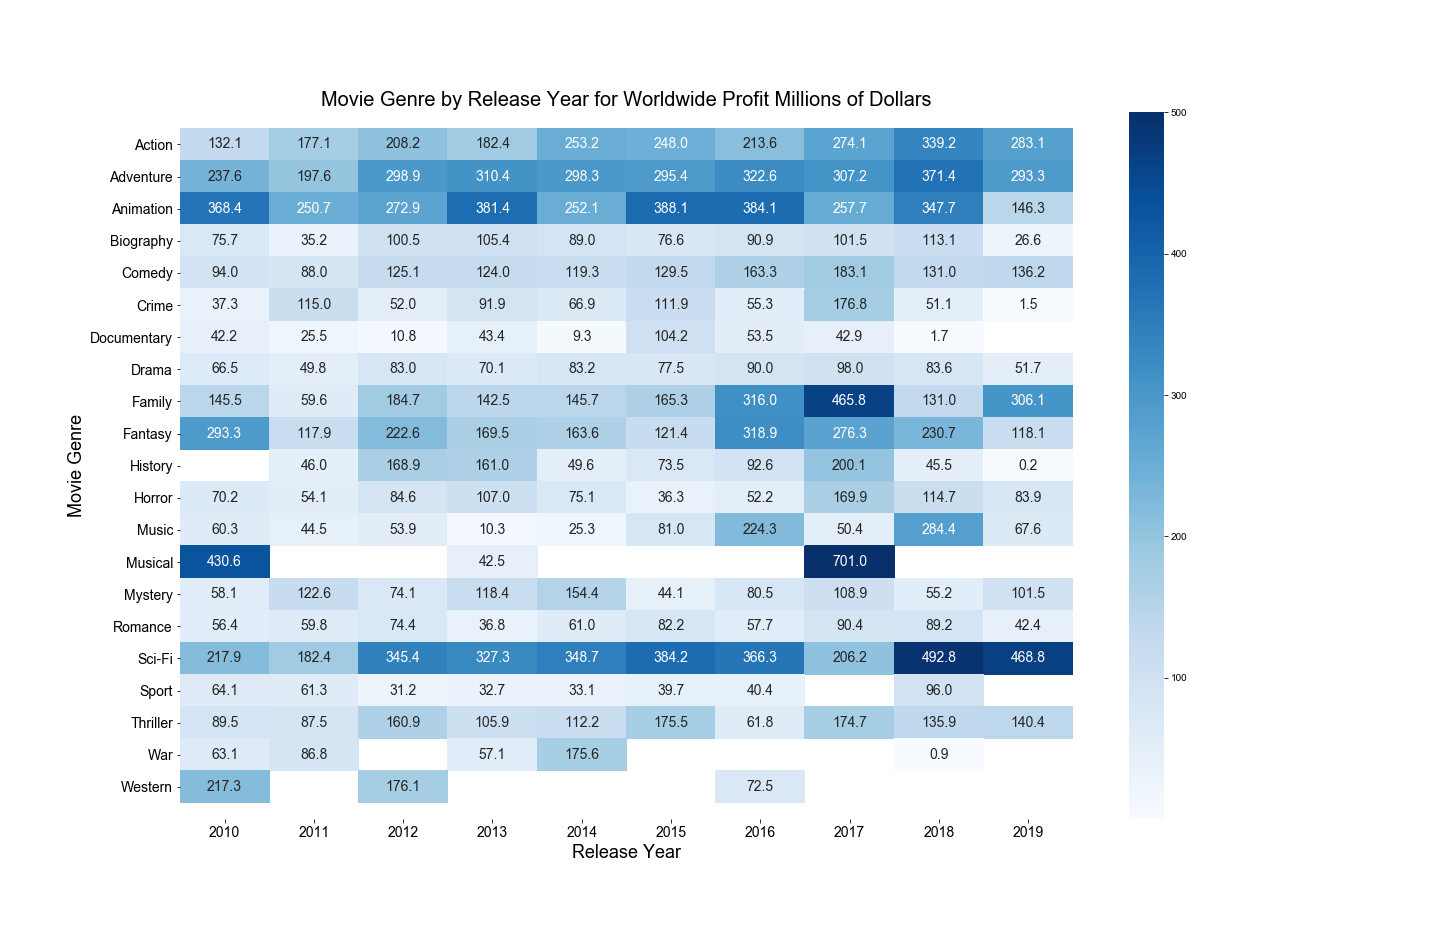 Movie Genre by Release Year for Worldwide Profit Millions of Dollars
Action 132.1 177.1 208.2 182.4 253.2 248.0 213.6 274.1 339.2 283.1
Adventure 237.6 197.6 298.9 310.4 298.3 295.4 322.6 307.2 371.4 293.3
Animation 368.4 250.7 272.9 381.4 252.1 388.1 384.1 257.7 347.7 146.3
Biography 75.7 35.2 100.5 105.4 89.0 76.6 90.9 101.5 113.1 26.6
Comedy 94.0 88.0 125.1 124.0 119.3 129.5 163.3 183.1 131.0 136.2
Crime 37.3 115.0 52.0 91.9 66.9 111.9 55.3 176.8 51.1 1.5
Documentary 42.2 25.5 10.8 43.4 9.3 104.2 53.5 42.9 1.7
Drama 66.5 49.8 83.0 70.1 83.2 77.5 90.0 98.0 83.6 51.7
Family 145.5 59.6 184.7 142.5 145.7 165.3 316.0 465.8 131.0 306.1
Fantasy 293.3 117.9 222.6 169.5 163.6 121.4 318.9 276.3 230.7 118.1
History 46.0 168.9 161.0 49.6 73.5 92.6 200.1 45.5 0.2
Horror 70.2 54.1 84.6 107.0 75.1 36.3 52.2 169.9 114.7 83.9
Music 60.3 44.5 53.9 10.3 25.3 81.0 224.3 50.4 284.4 67.6
Musical 430.6 42.5 701.0
Mystery 58.1 122.6 74.1 118.4 154.4 44.1 80.5 108.9 55.2 101.5
Romance 56.4 59.8 74.4 36.8 61.0 82.2 57.7 90.4 89.2 42.4
Sci-Fi 217.9 182.4 345.4 327.3 348.7 384.2 366.3 206.2 492.8 468.8
Sport 64.1 61.3 31.2 32.7 33.1 39.7 40.4 96.0
Thriller 89.5 87.5 160.9 105.9 112.2 175.5 61.8 174.7 135.9 140.4
War 63.1 86.8 57.1 175.6 0.9
Western 217.3 176.1 72.5
2010 2011 2012 2013 2014 2015 2016 2017 2018 2019
Release Year
Movie Genre
500
400
300
200
100